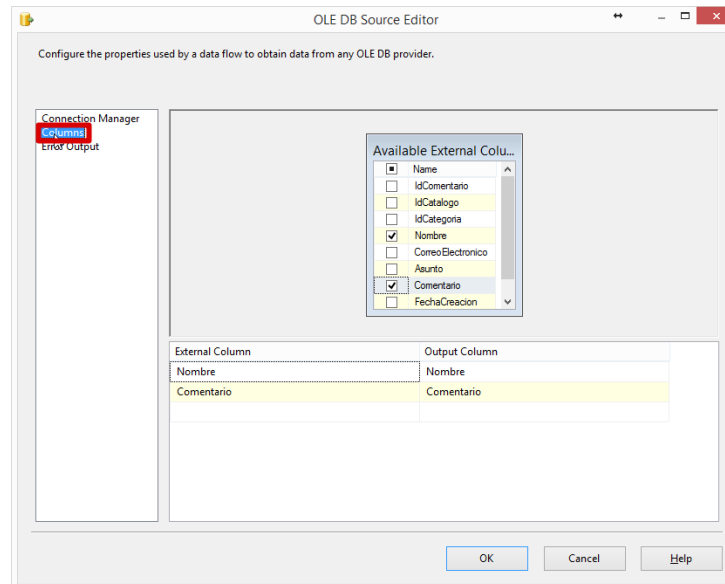 OLE DB Source Editor
Configure the properties used by a data flow to obtain data from any OLE DB provider.
Connection Manager
Columns
Error Output
Available External Colu...
Name
IdComentario
IdCatalogo
IdCategoria
Nombre
CorreoElectronico
Asunto
Comentario
FechaCreacion
External Column Output Column
Nombre Nombre
Comentario Comentario
OK Cancel Help